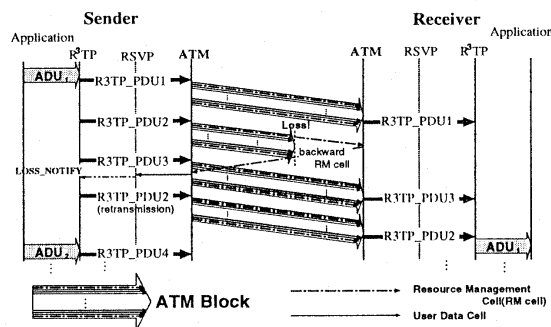 Sender Receiver
Application Application
R³TP RSVP ATM ATM RSVP R³TP
ADU₁ R3TP_PDU1
R3TP_PDU2 Loss! R3TP_PDU1
backward
RM cell
R3TP_PDU3
LOSS_NOTIFY
R3TP_PDU2 R3TP_PDU3
(retransmission)
R3TP_PDU2 ADU₁
ADU₂ R3TP_PDU4
ATM Block
Resource Management
Cell(RM cell)
User Data Cell